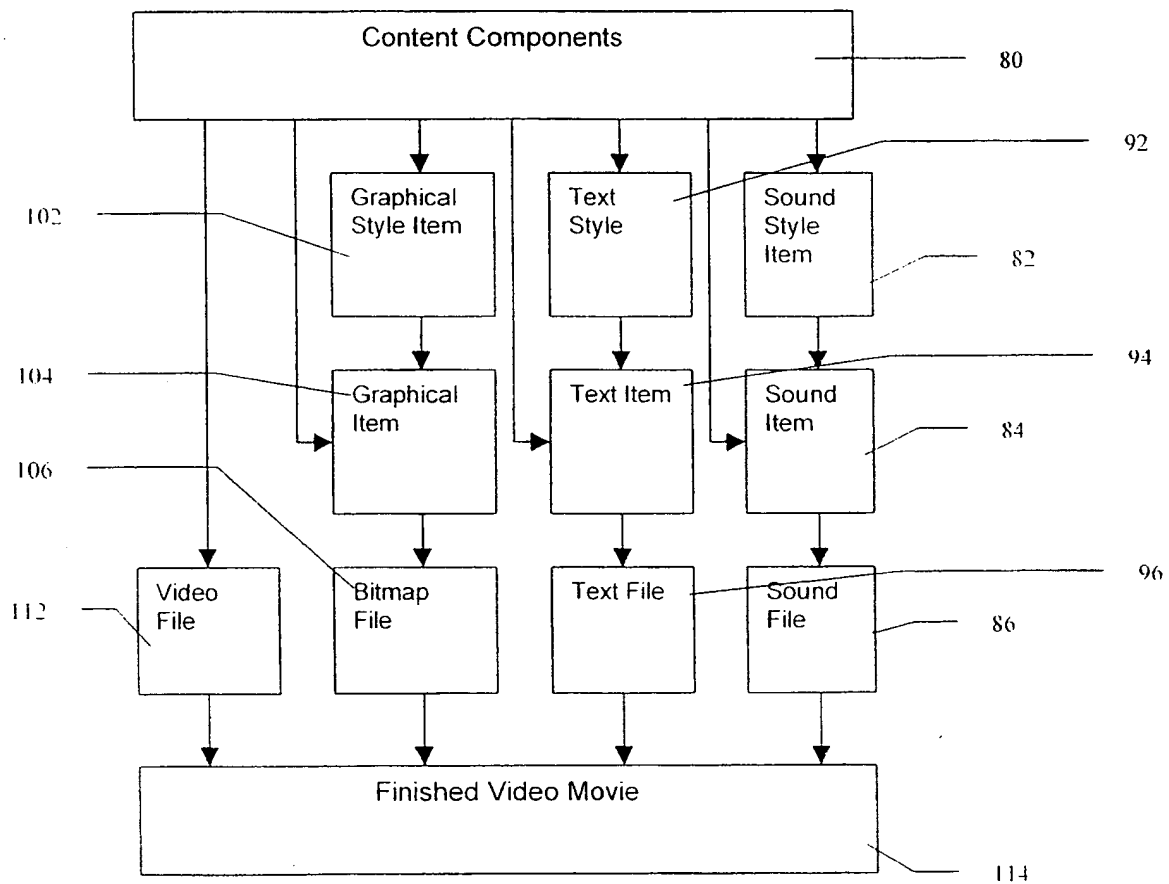 Content Components
80
92
Graphical
Style Item
Text
Style
Sound
Style
Item
102
82
94
104
Graphical
Item
Text Item
Sound
Item
84
106
96
Video
File
Bitmap
File
Text File
Sound
File
112
86
Finished Video Movie
114